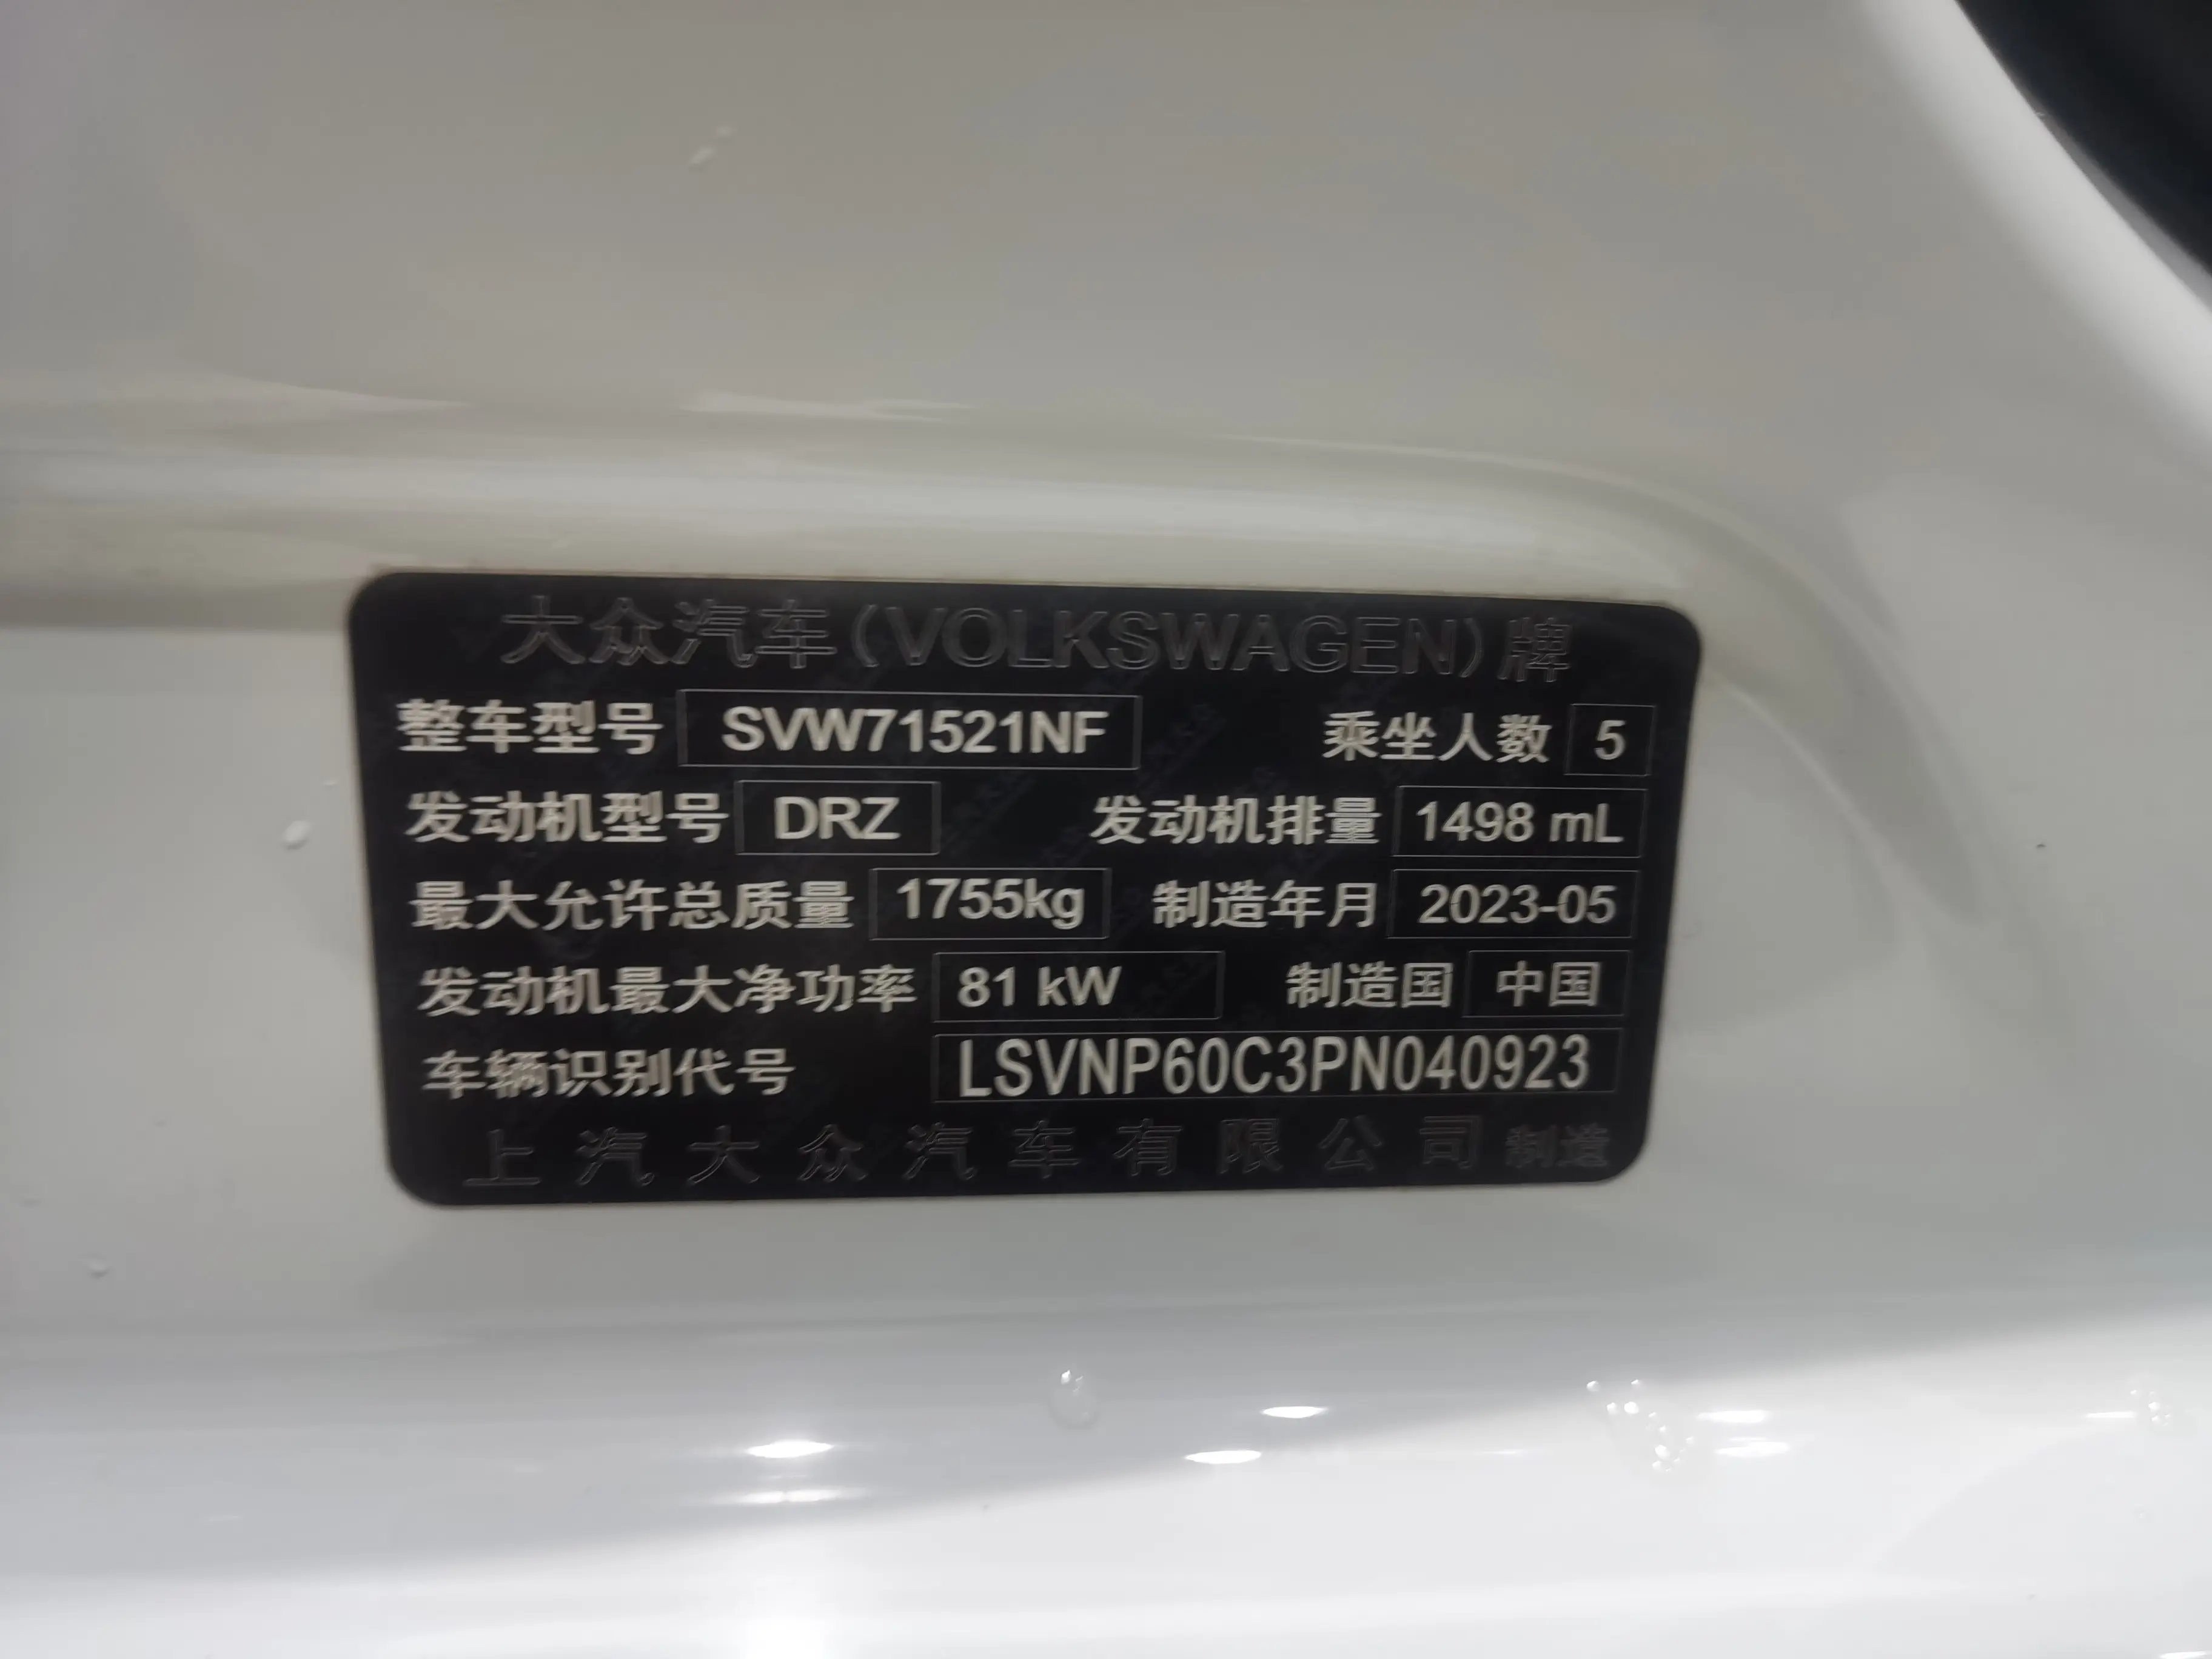 大众汽车(VOLKSWAGEN)牌
整车型号 SVW71521NF 乘坐人数 5
发动机型号 DRZ 发动机排量 1498 mL
最大允许总质量 1755kg 制造年月 2023-05
发动机最大净功率 81 kW 制造国 中国
车辆识别代号 LSVNP60C3PN040923
上汽大众汽车有限公司制造